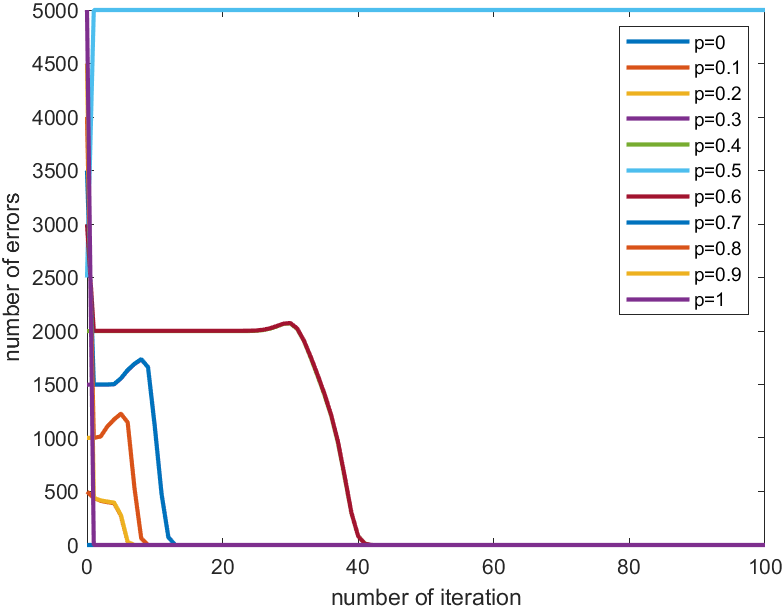 5000
4500
4000
3500
3000
2500
2000
1500
1000
500
0
number of errors
0 20 40 60 80 100
number of iteration
p=0
p=0.1
p=0.2
p=0.3
p=0.4
p=0.5
p=0.6
p=0.7
p=0.8
p=0.9
p=1